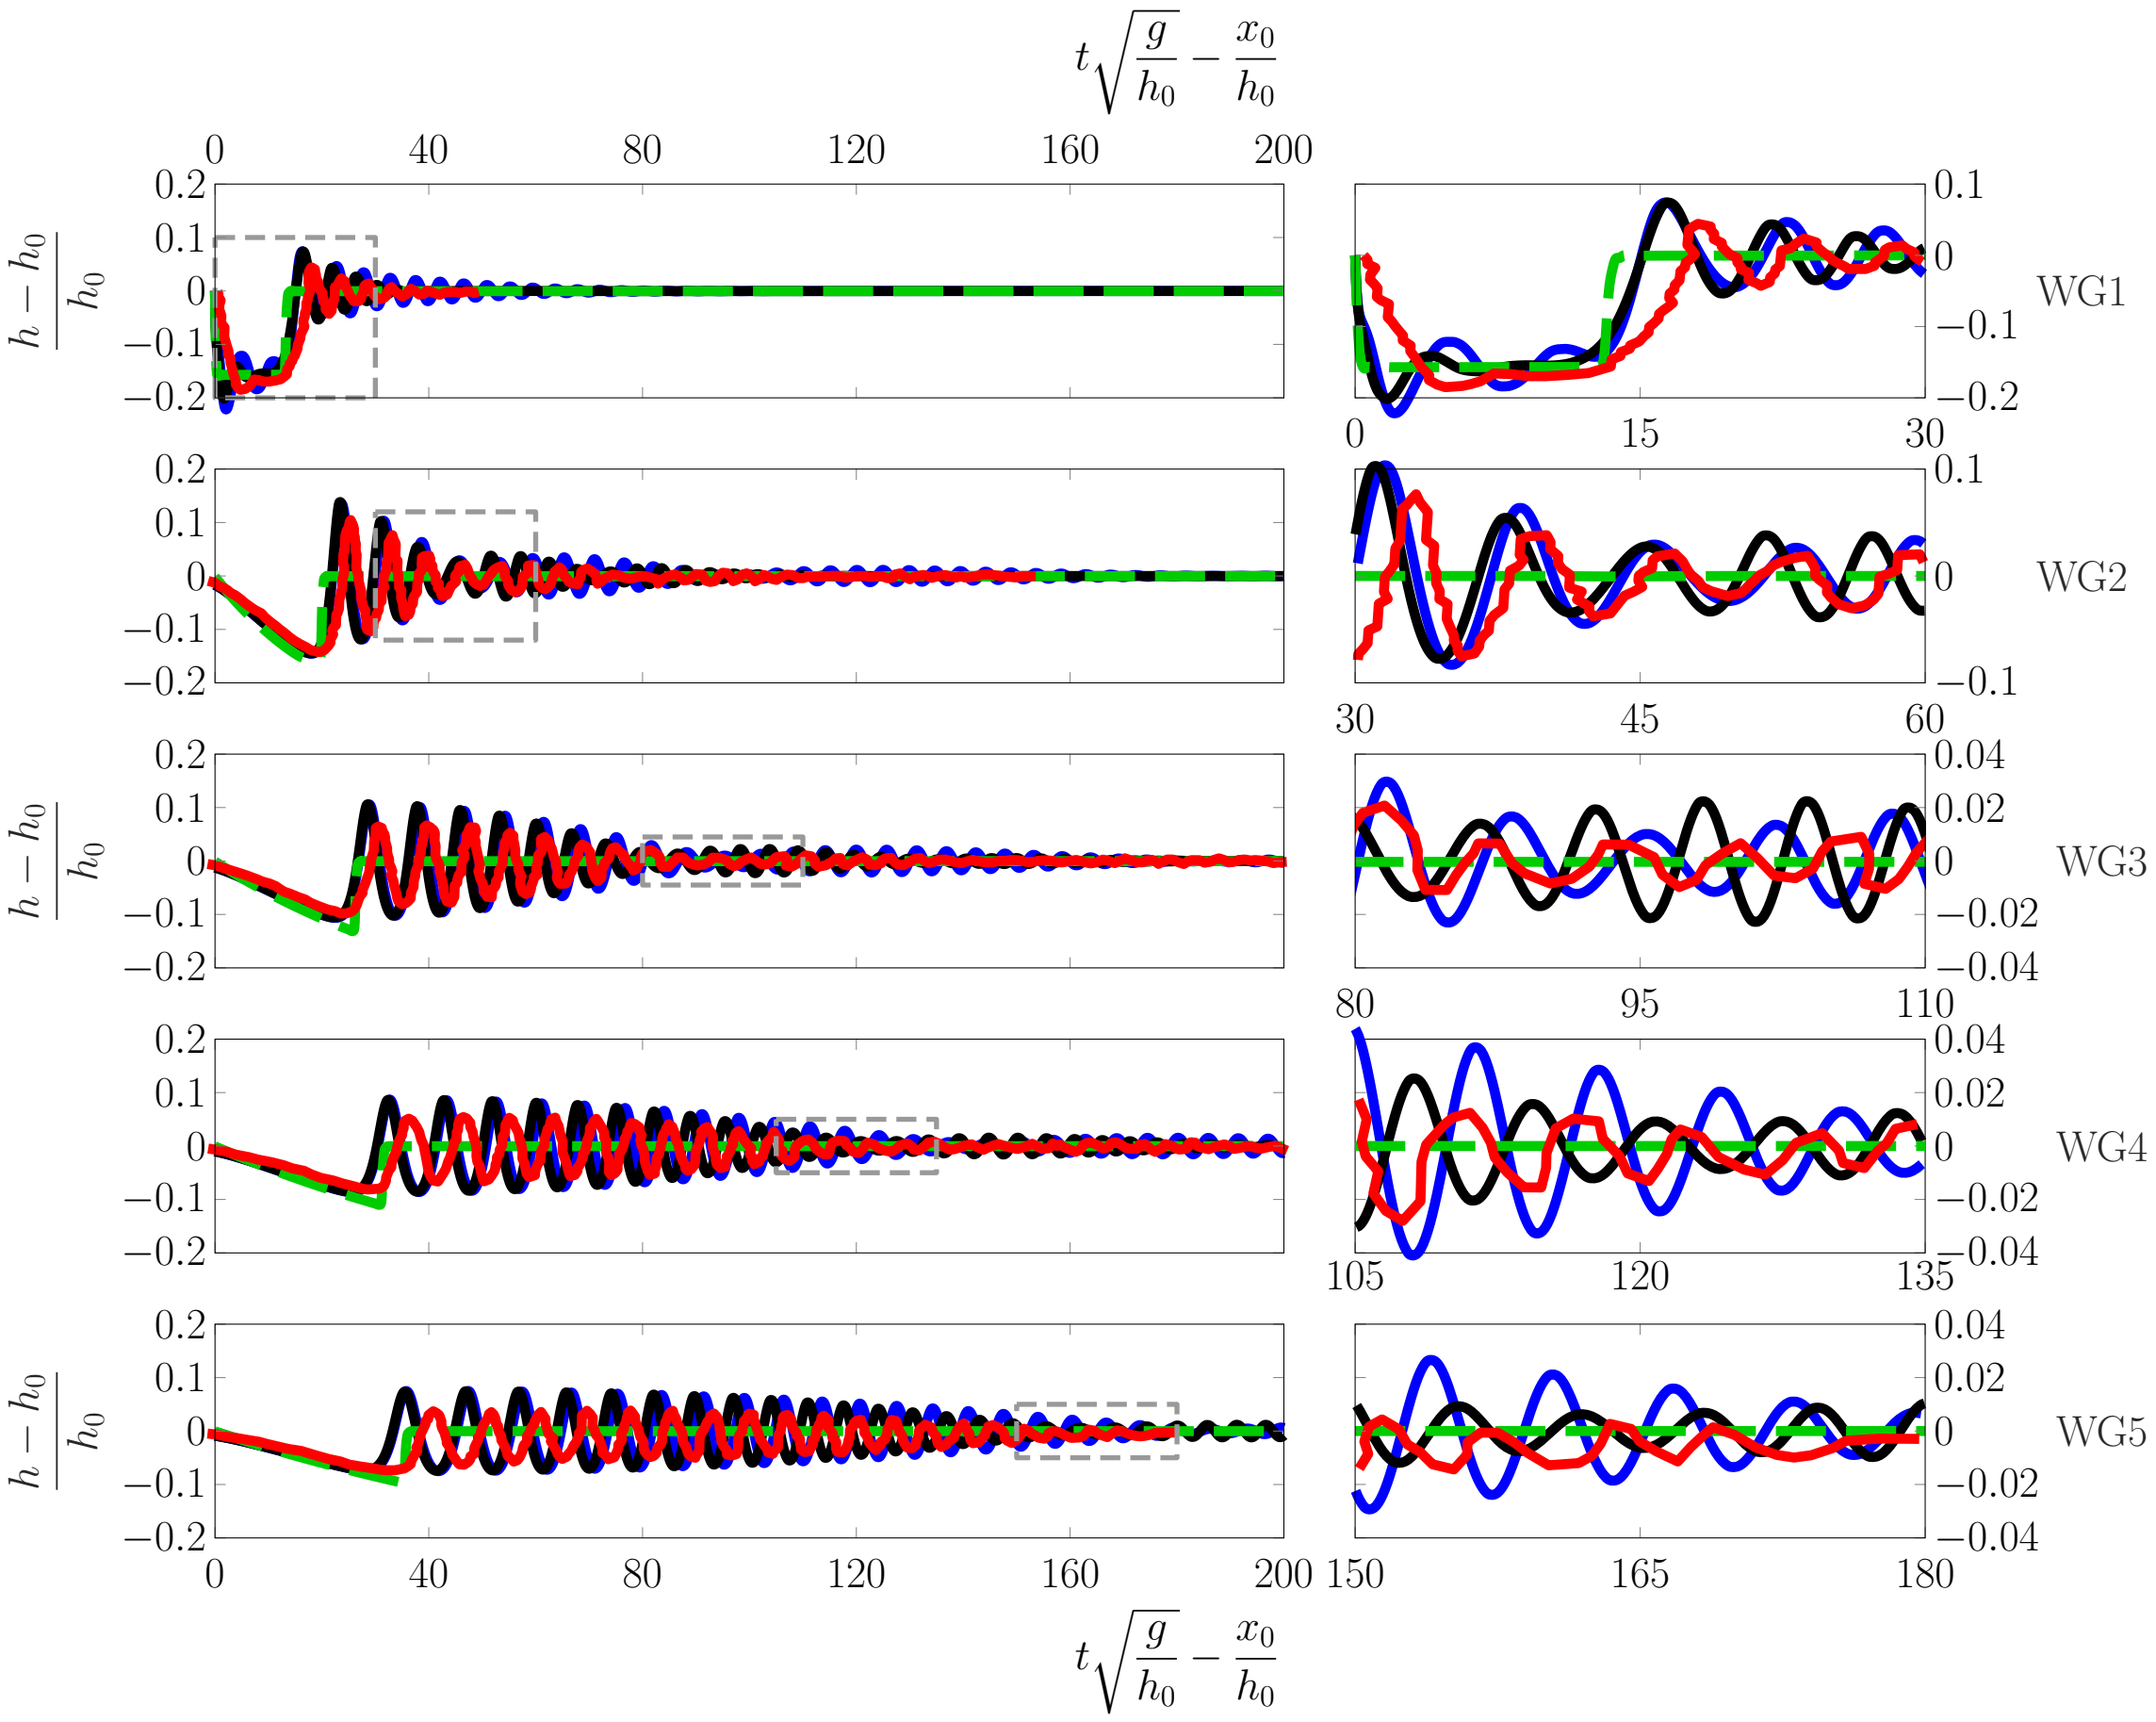 t√(g/h₀) − x₀/h₀
0 40 80 120 160 200
0.2 0.1 0 −0.1 −0.2
(h − h₀)/h₀
0.1 0 −0.1 −0.2
WG1
0 15 30
0.2 0.1 0 −0.1 −0.2
0.1 0 −0.1
WG2
30 45 60
0.2 0.1 0 −0.1 −0.2
(h − h₀)/h₀
0.04 0.02 0 −0.02 −0.04
WG3
80 95 110
0.2 0.1 0 −0.1 −0.2
0.04 0.02 0 −0.02 −0.04
WG4
105 120 135
0.2 0.1 0 −0.1 −0.2
(h − h₀)/h₀
0.04 0.02 0 −0.02 −0.04
WG5
0 40 80 120 160 200 150 165 180
t√(g/h₀) − x₀/h₀